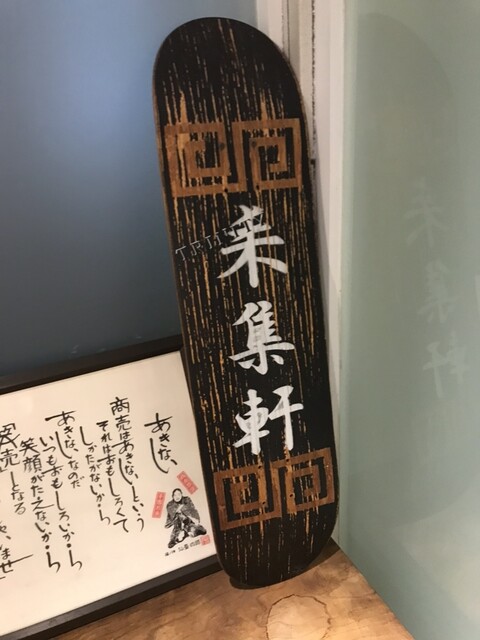 来集軒
TRINITY
あきない
商売はあきないという
それはおもしろくて
しかたがないから
あきない、なのだ
いつもおもしろいから
笑顔がたえないから